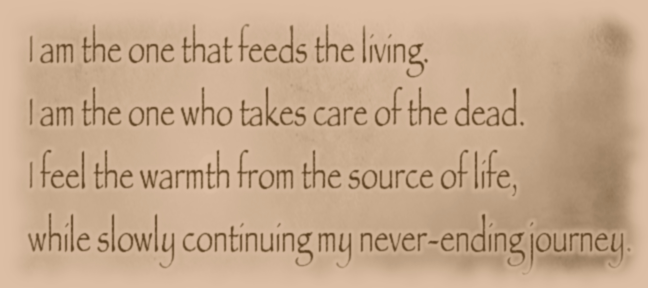 I am the one that feeds the living.
I am the one who takes care of the dead.
I feel the warmth from the source of life,
while slowly continuing my never-ending journey.